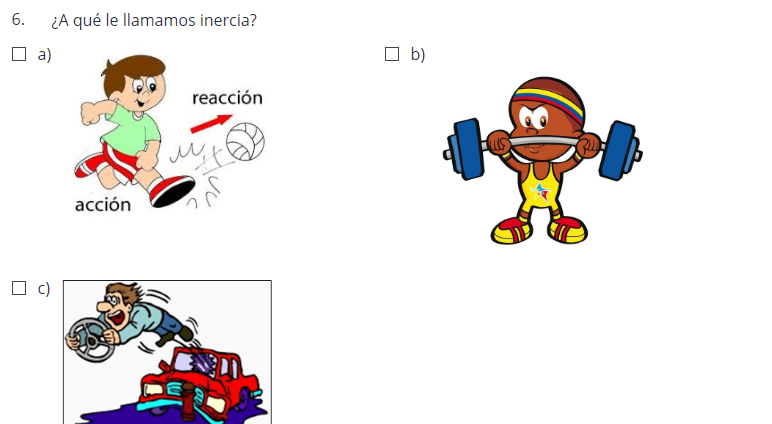 6. ¿A qué le llamamos inercia?
a)
b)
reacción
acción
c)